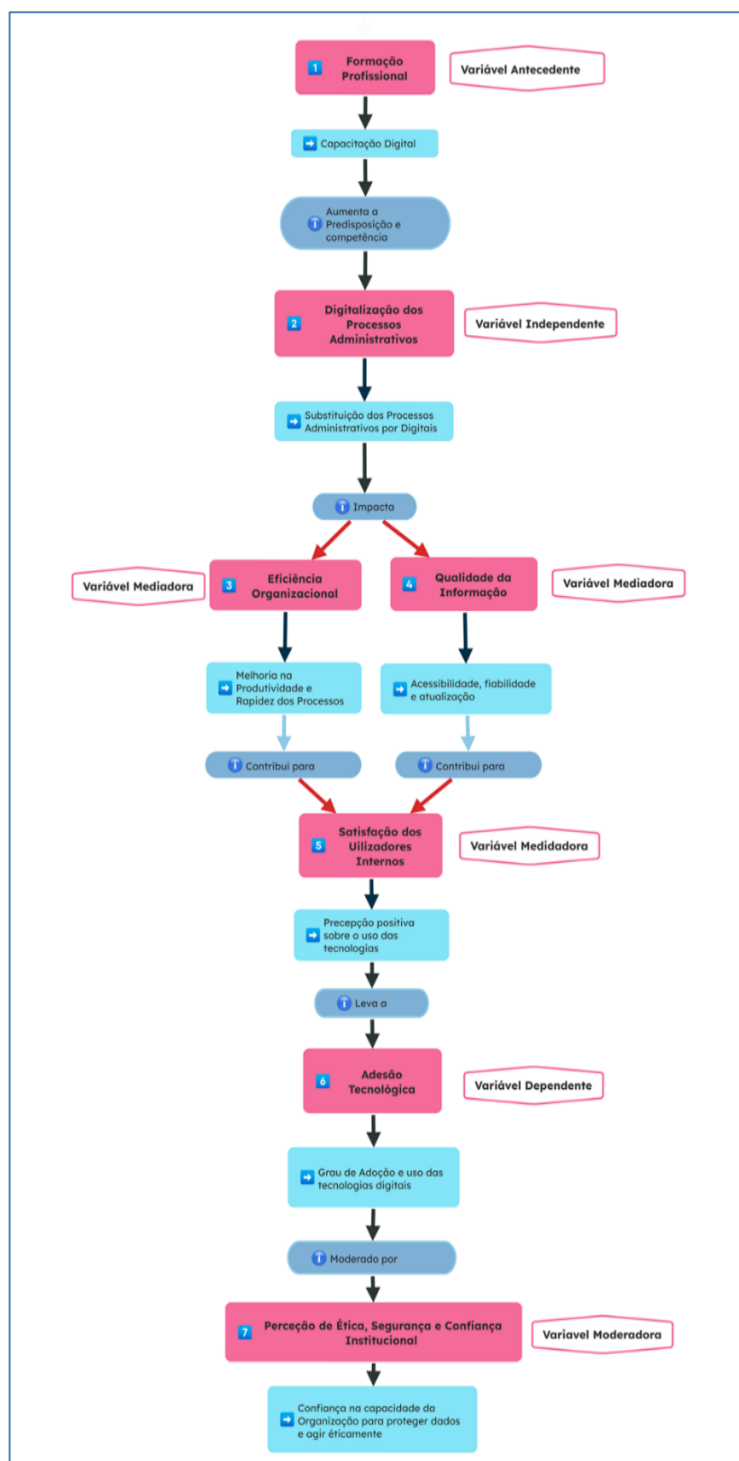 1
Formação
Profissional
Variável Antecedente
Capacitação Digital
Aumenta a
Predisposição e
competência
Digitalização dos
2
Processos
Administrativos
Variável Independente
Substituição dos Processos
Administrativos por Digitais
Impacta
Variável Mediadora
3
Eficiência
Organizacional
4
Qualidade da
Informação
Variável Mediadora
Melhoria na
Produtividade e
Rapidez dos Processos
Acessibilidade, fiabilidade
e atualização
Contribui para
Contribui para
Satisfação dos
5
Uilizadores
Internos
Variável Medidadora
Precepção positiva
sobre o uso das
tecnologias
Leva a
6
Adesão
Tecnológica
Variável Dependente
Grau de Adoção e uso das
tecnologias digitais
Moderado por
7
Perceção de Ética, Segurança e Confiança
Institucional
Variavel Moderadora
Confiança na capacidade da
Organização para proteger dados
e agir éticamente